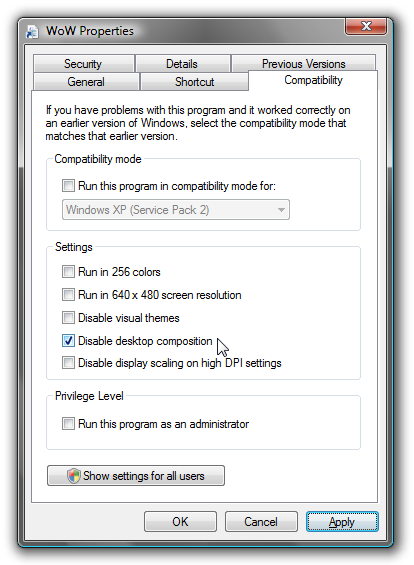 WoW Properties
Security Details Previous Versions
General Shortcut Compatibility
If you have problems with this program and it worked correctly on
an earlier version of Windows, select the compatibility mode that
matches that earlier version.
Compatibility mode
Run this program in compatibility mode for:
Windows XP (Service Pack 2)
Settings
Run in 256 colors
Run in 640 x 480 screen resolution
Disable visual themes
Disable desktop composition
Disable display scaling on high DPI settings
Privilege Level
Run this program as an administrator
Show settings for all users
OK Cancel Apply